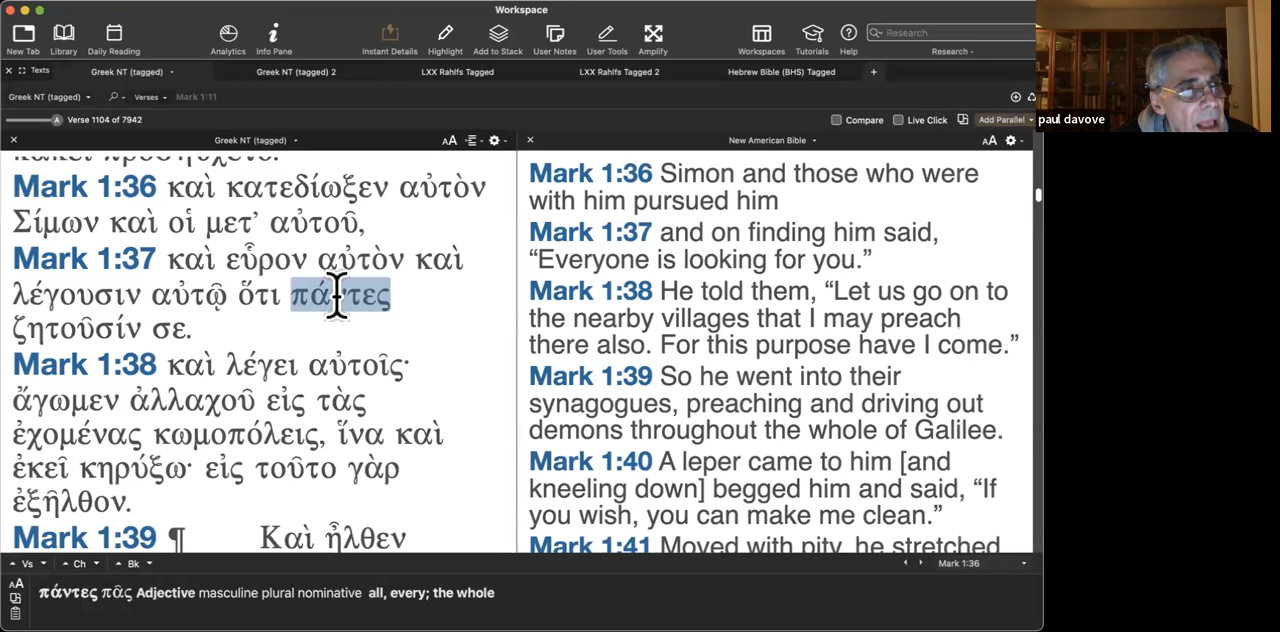 Workspace
New Tab Library Daily Reading Analytics Info Pane Instant Details Highlight Add to Stack User Notes User Tools Amplify Workspaces Tutorials Help Research
Research
Texts Greek NT (tagged) Greek NT (tagged) 2 LXX Rahlfs Tagged LXX Rahlfs Tagged 2 Hebrew Bible (BHS) Tagged +
Greek NT (tagged) Verses Mark 1:11
Verse 1104 of 7942 Compare Live Click Add Parallel
paul davove
Greek NT (tagged)
Mark 1:36 καὶ κατεδίωξεν αὐτὸν
Σίμων καὶ οἱ μετ’ αὐτοῦ,
Mark 1:37 καὶ εὗρον αὐτὸν καὶ
λέγουσιν αὐτῷ ὅτι πάντες
ζητοῦσίν σε.
Mark 1:38 καὶ λέγει αὐτοῖς·
ἄγωμεν ἀλλαχοῦ εἰς τὰς
ἐχομένας κωμοπόλεις, ἵνα καὶ
ἐκεῖ κηρύξω· εἰς τοῦτο γὰρ
ἐξῆλθον.
Mark 1:39 ¶ Καὶ ἦλθεν
New American Bible
Mark 1:36 Simon and those who were
with him pursued him
Mark 1:37 and on finding him said,
“Everyone is looking for you.”
Mark 1:38 He told them, “Let us go on to
the nearby villages that I may preach
there also. For this purpose have I come.”
Mark 1:39 So he went into their
synagogues, preaching and driving out
demons throughout the whole of Galilee.
Mark 1:40 A leper came to him [and
kneeling down] begged him and said, “If
you wish, you can make me clean.”
Mark 1:41 Moved with pity, he stretched
Vs Ch Bk Mark 1:36
πάντες πᾶς Adjective masculine plural nominative all, every; the whole